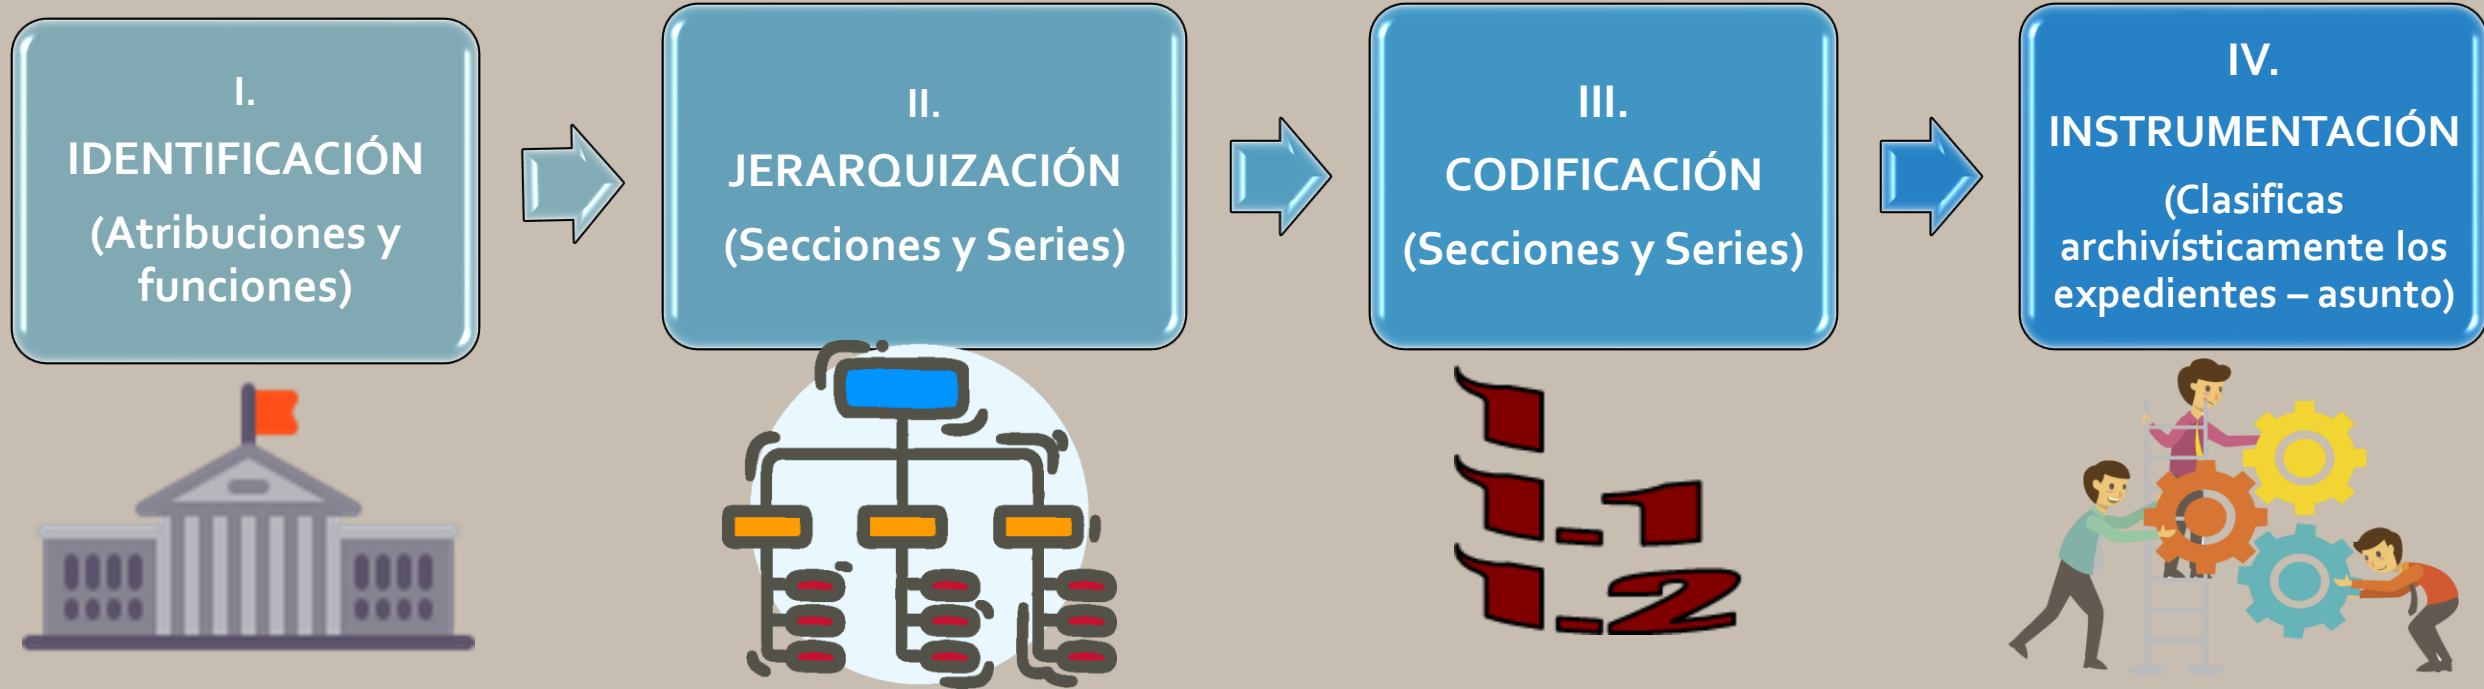 I.
IDENTIFICACIÓN
(Atribuciones y
funciones)
II.
JERARQUIZACIÓN
(Secciones y Series)
III.
CODIFICACIÓN
(Secciones y Series)
IV.
INSTRUMENTACIÓN
(Clasificas
archivísticamente los
expedientes – asunto)
1
1.1
1.2